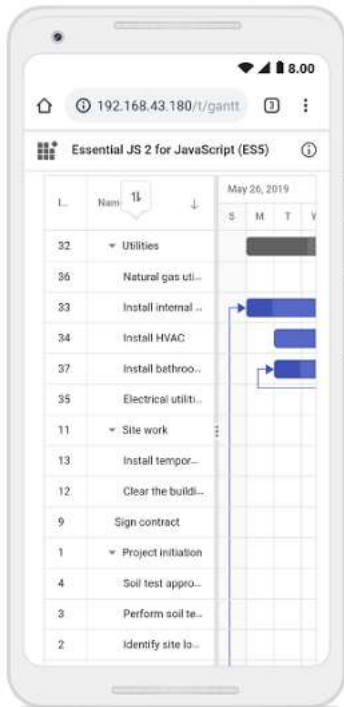 8.00
192.168.43.180/t/gantt 3
Essential JS 2 for JavaScript (ES5)
I... Nam May 26, 2019
S M T
32 Utilities
36 Natural gas uti...
33 Install internal ...
34 Install HVAC
37 Install bathroo...
35 Electrical utiliti...
11 Site work
13 Install tempor...
12 Clear the buildi...
9 Sign contract
1 Project initiation
4 Soil test appro...
3 Perform soil te...
2 Identify site lo...